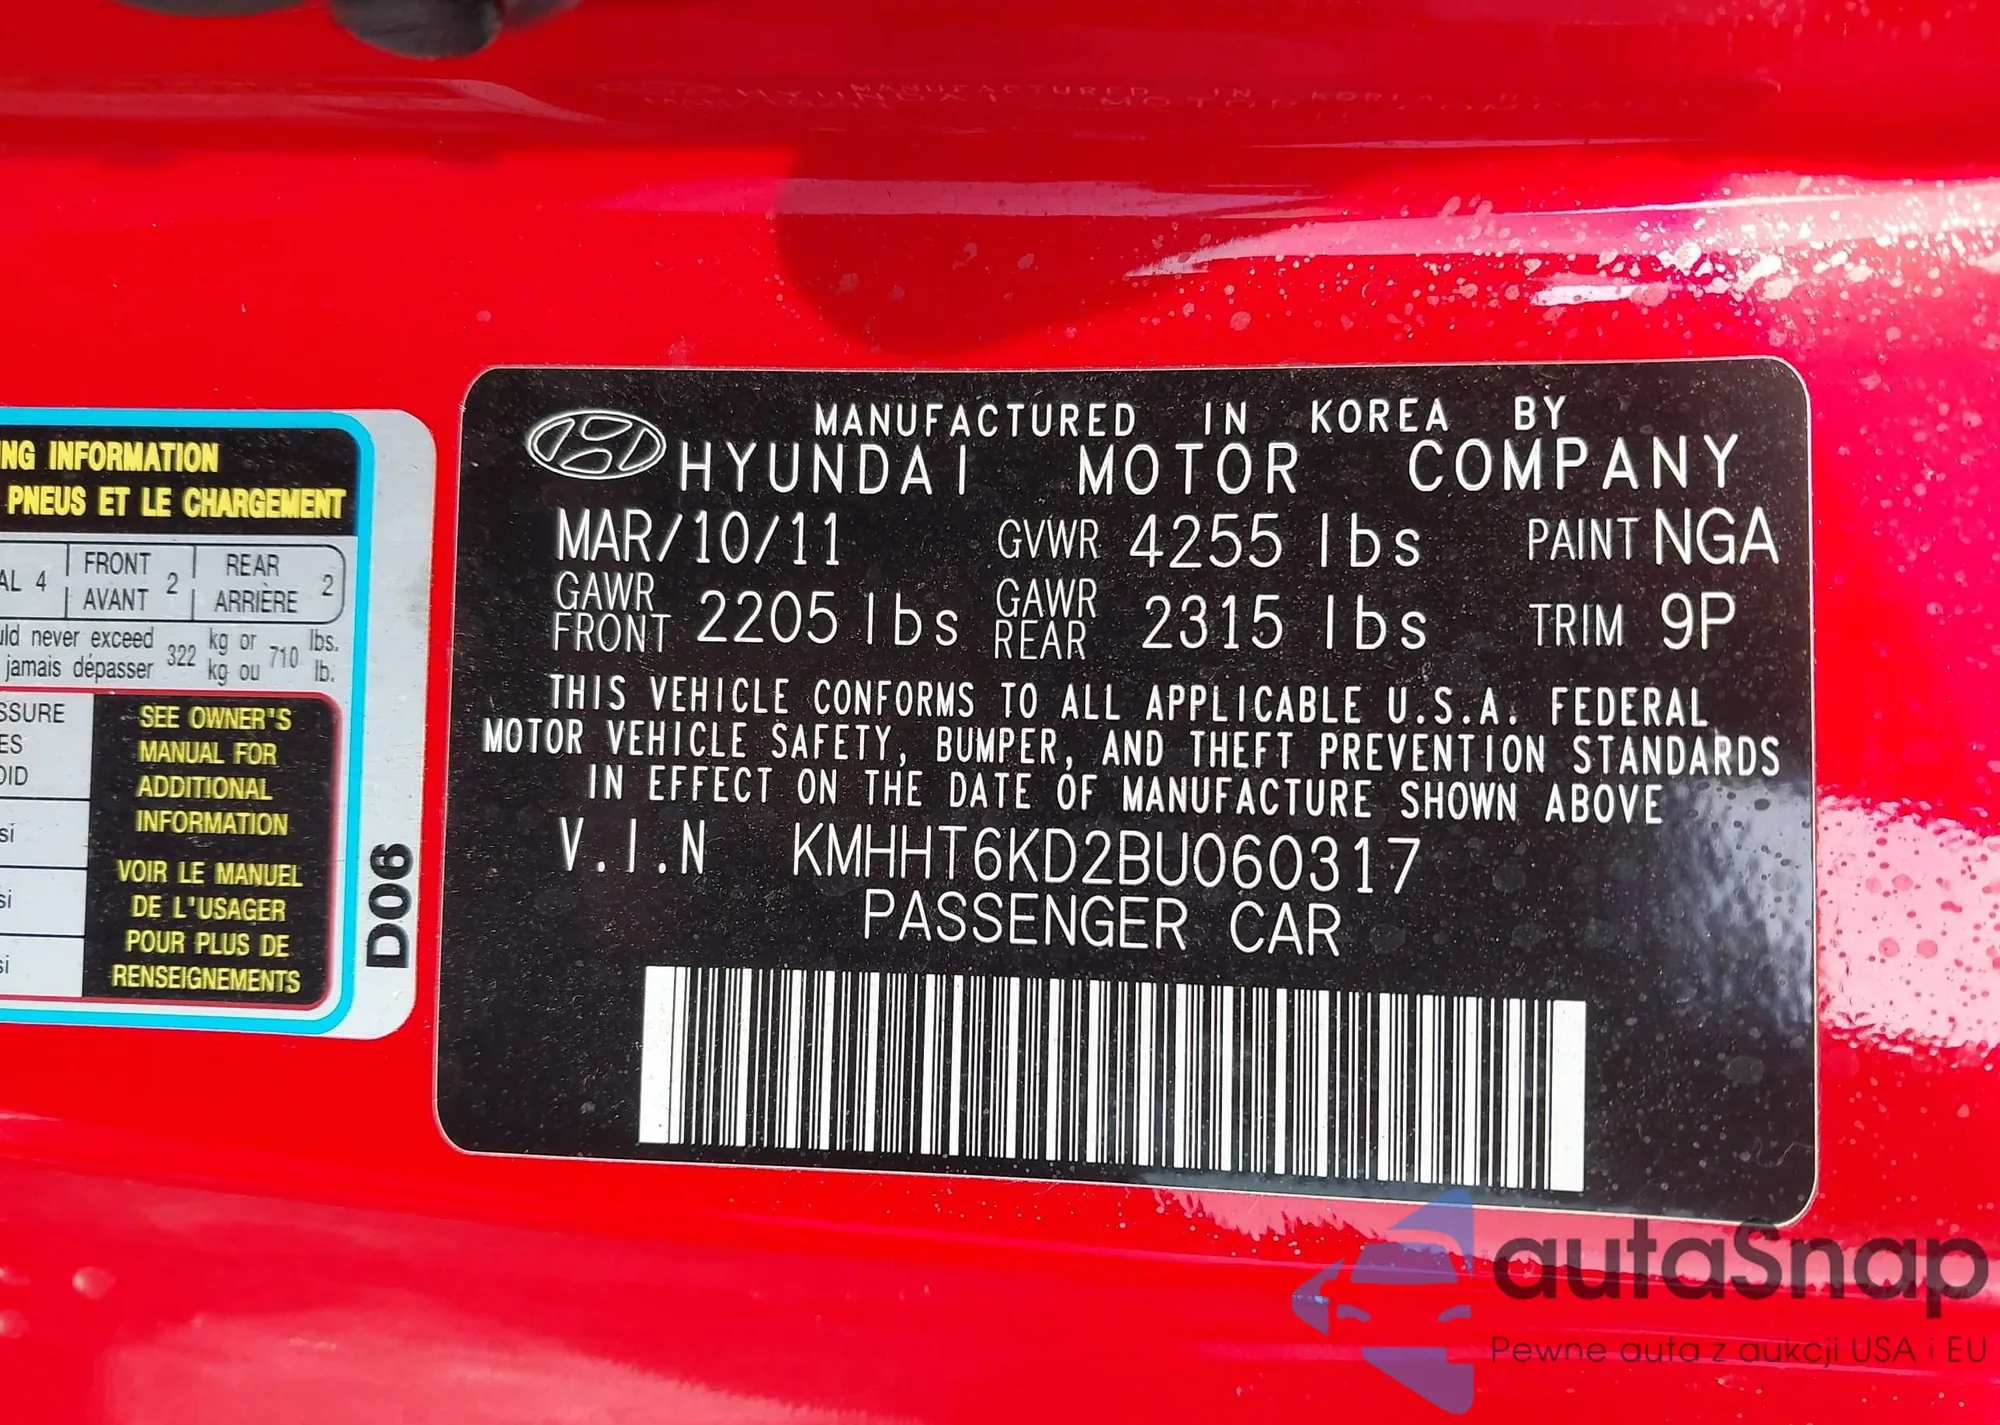 NG INFORMATION
PNEUS ET LE CHARGEMENT
AL 4 FRONT AVANT 2 REAR ARRIÈRE 2
uld never exceed 322 kg or 710 lbs.
jamais dépasser kg ou lb.
SSURE
ES
OID
si
si
si
SEE OWNER'S
MANUAL FOR
ADDITIONAL
INFORMATION
VOIR LE MANUEL
DE L'USAGER
POUR PLUS DE
RENSEIGNEMENTS
D06
MANUFACTURED IN KOREA BY
HYUNDAI MOTOR COMPANY
MAR/10/11 GVWR 4255 lbs PAINT NGA
GAWR FRONT 2205 lbs GAWR REAR 2315 lbs TRIM 9P
THIS VEHICLE CONFORMS TO ALL APPLICABLE U.S.A. FEDERAL
MOTOR VEHICLE SAFETY, BUMPER, AND THEFT PREVENTION STANDARDS
IN EFFECT ON THE DATE OF MANUFACTURE SHOWN ABOVE
V.I.N KMHHT6KD2BU060317
PASSENGER CAR
autaSnap
Pewne auta z aukcji USA i EU